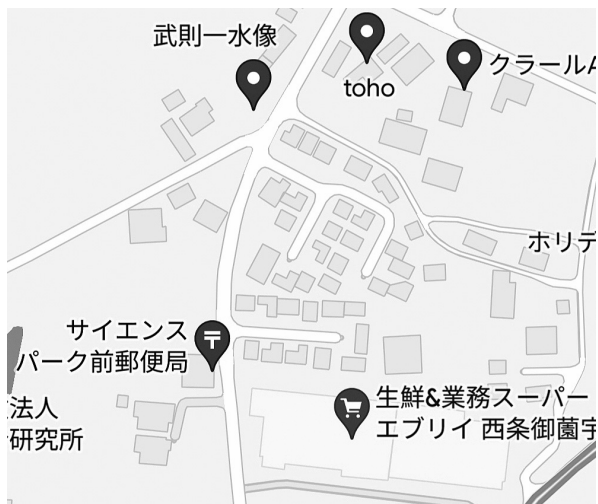 武則一水像
toho
クラールA
ホリデ
サイエンス
パーク前郵便局
法人
研究所
生鮮&業務スーパー
エブリイ 西条御薗宇